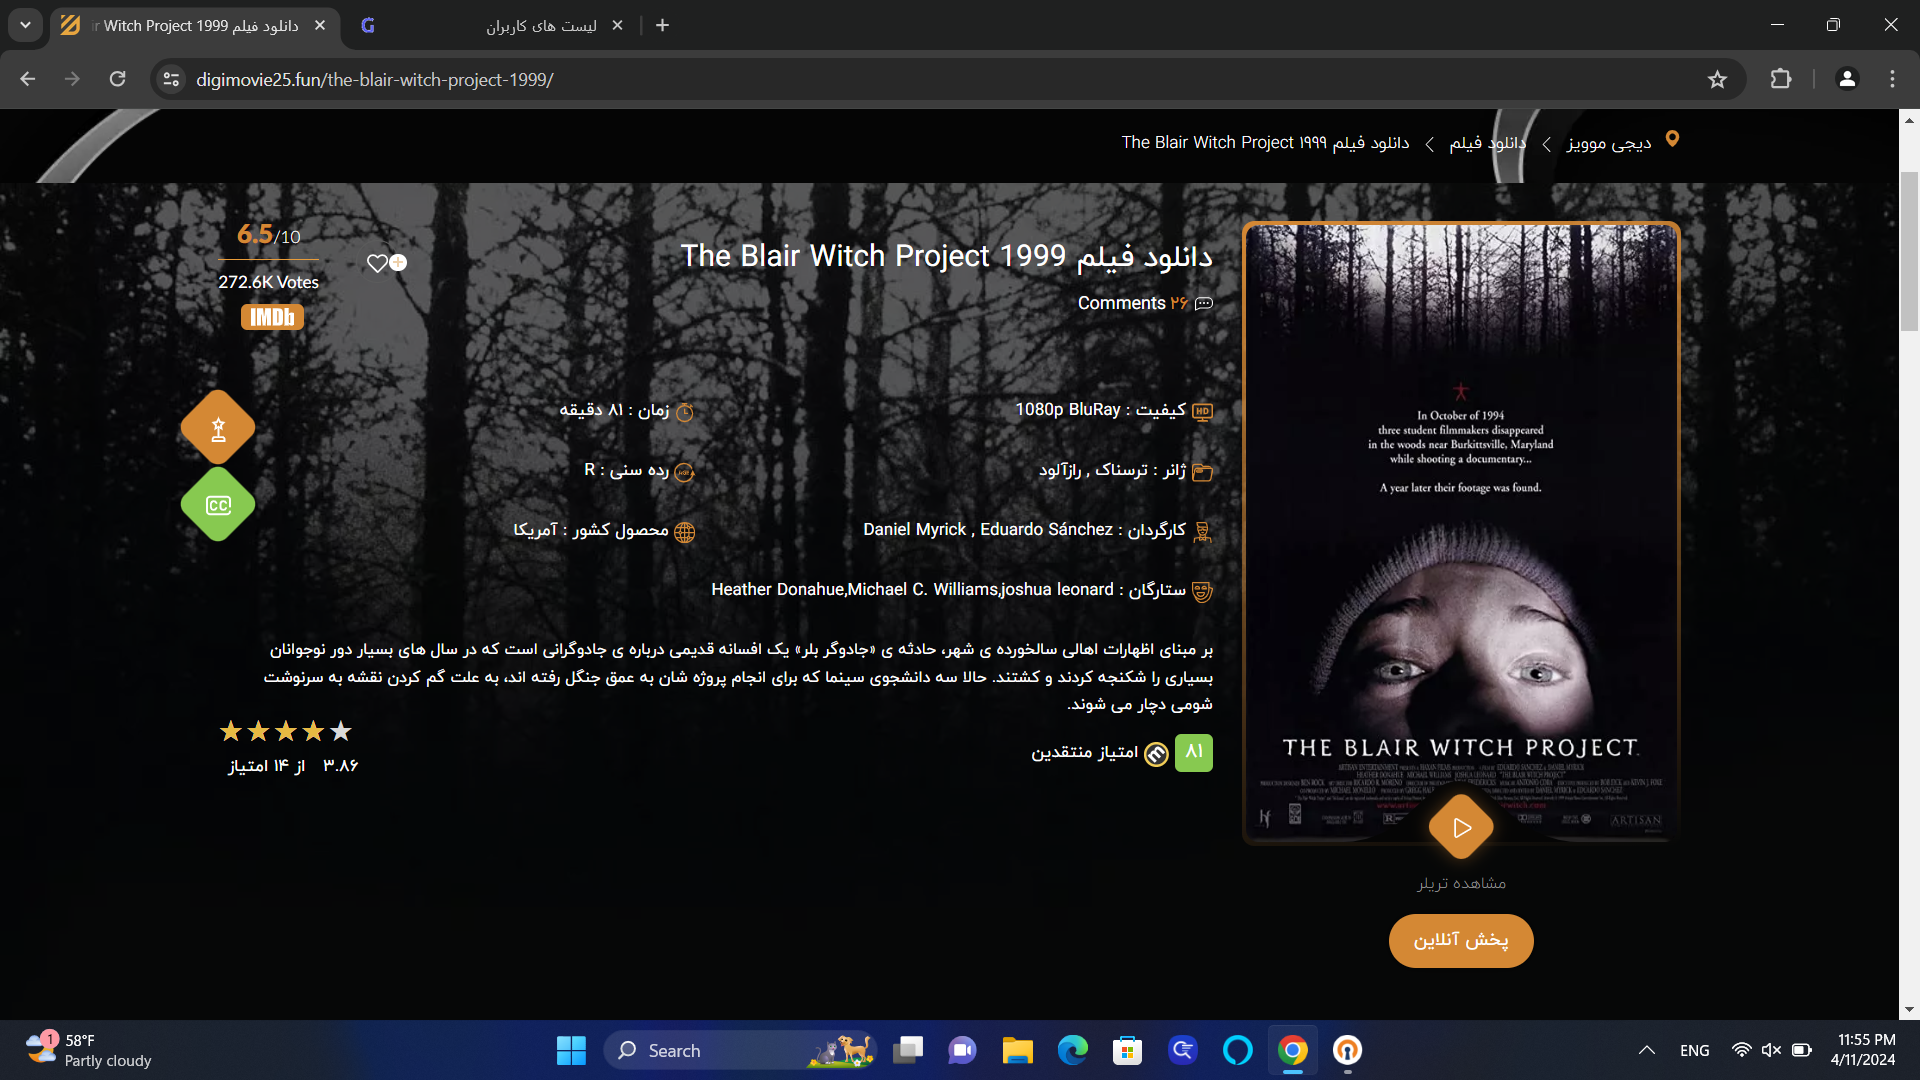 دانلود فیلم Witch Project 1999
لیست های کاربران
digimovie25.fun/the-blair-witch-project-1999/
دیجی موویز
دانلود فیلم
دانلود فیلم The Blair Witch Project ۱۹۹۹
6.5/10
272.6K Votes
IMDb
دانلود فیلم The Blair Witch Project 1999
Comments ۲۶
کیفیت : 1080p BluRay
زمان : ۸۱ دقیقه
ژانر : ترسناک , رازآلود
رده سنی : R
کارگردان : Daniel Myrick , Eduardo Sánchez
محصول کشور : آمریکا
ستارگان : Heather Donahue,Michael C. Williams,joshua leonard
بر مبنای اظهارات اهالی سالخورده ی شهر، حادثه ی «جادوگر بلر» یک افسانه قدیمی درباره ی جادوگرانی است که در سال های بسیار دور نوجوانان
بسیاری را شکنجه کردند و کشتند. حالا سه دانشجوی سینما که برای انجام پروژه شان به عمق جنگل رفته اند، به علت گم کردن نقشه به سرنوشت
شومی دچار می شوند.
۸۱ امتیاز منتقدین
۳.۸۶ از ۱۴ امتیاز
CC
HD
In October of 1994
three student filmmakers disappeared
in the woods near Burkittsville, Maryland
while shooting a documentary...
A year later their footage was found.
THE BLAIR WITCH PROJECT
ARTISAN
مشاهده تریلر
پخش آنلاین
1
58°F
Partly cloudy
Search
ENG
11:55 PM
4/11/2024